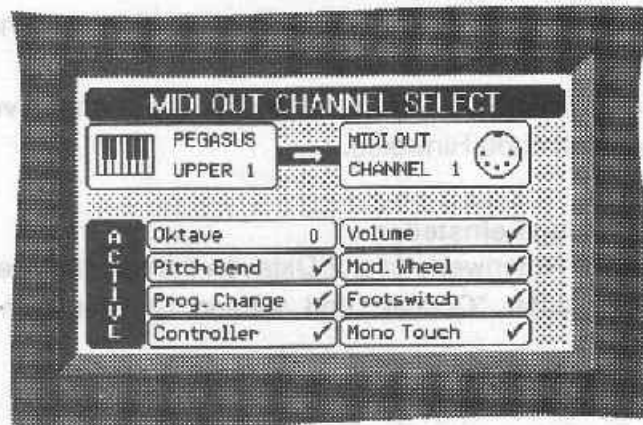 MIDI OUT CHANNEL SELECT
PEGASUS
UPPER 1
MIDI OUT
CHANNEL 1
ACTIVE
Oktave 0
Volume ✓
Pitch Bend ✓
Mod. Wheel ✓
Prog. Change ✓
Footswitch ✓
Controller ✓
Mono Touch ✓